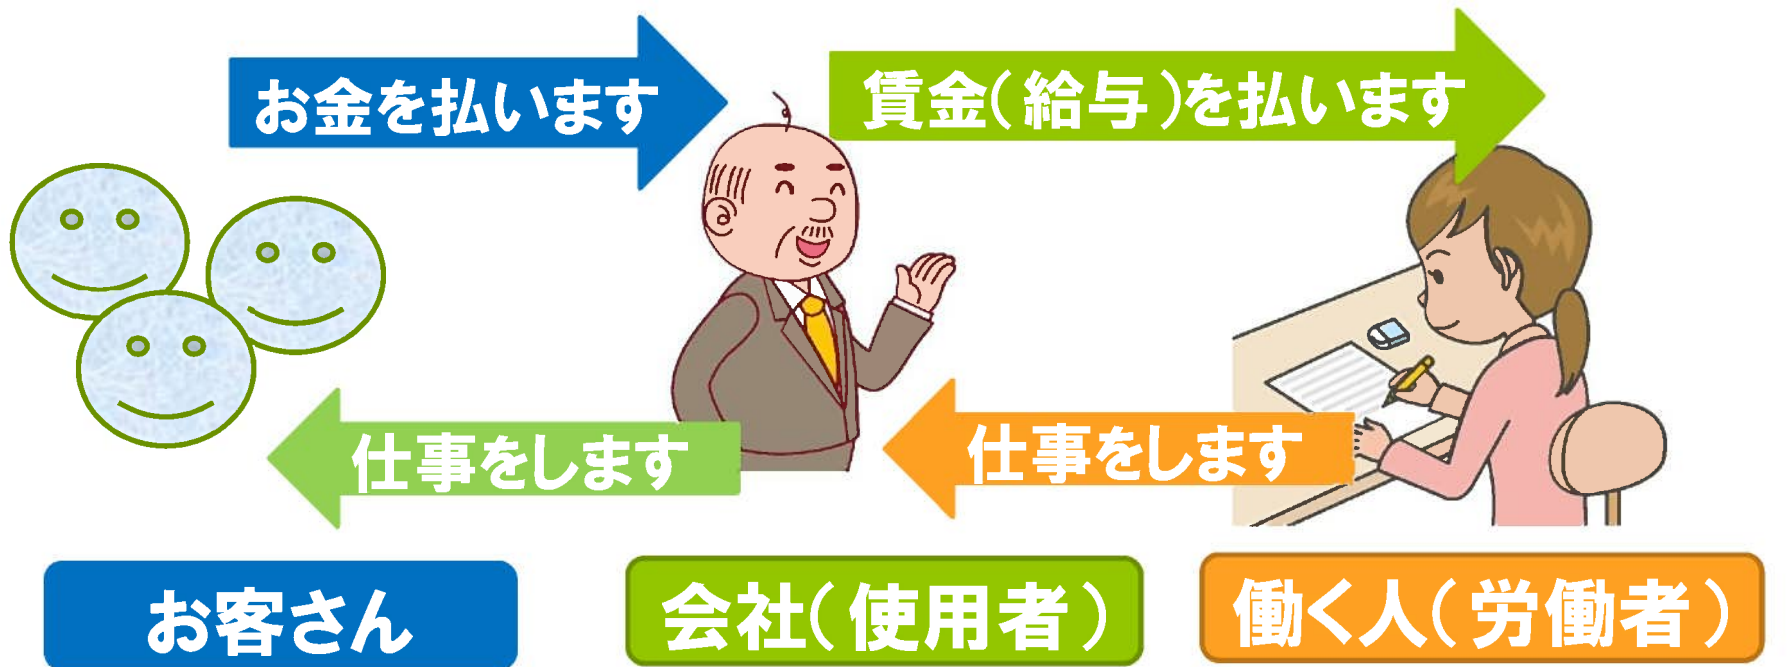 お金を払います
賃金(給与)を払います
仕事をします
仕事をします
お客さん
会社(使用者)
働く人(労働者)